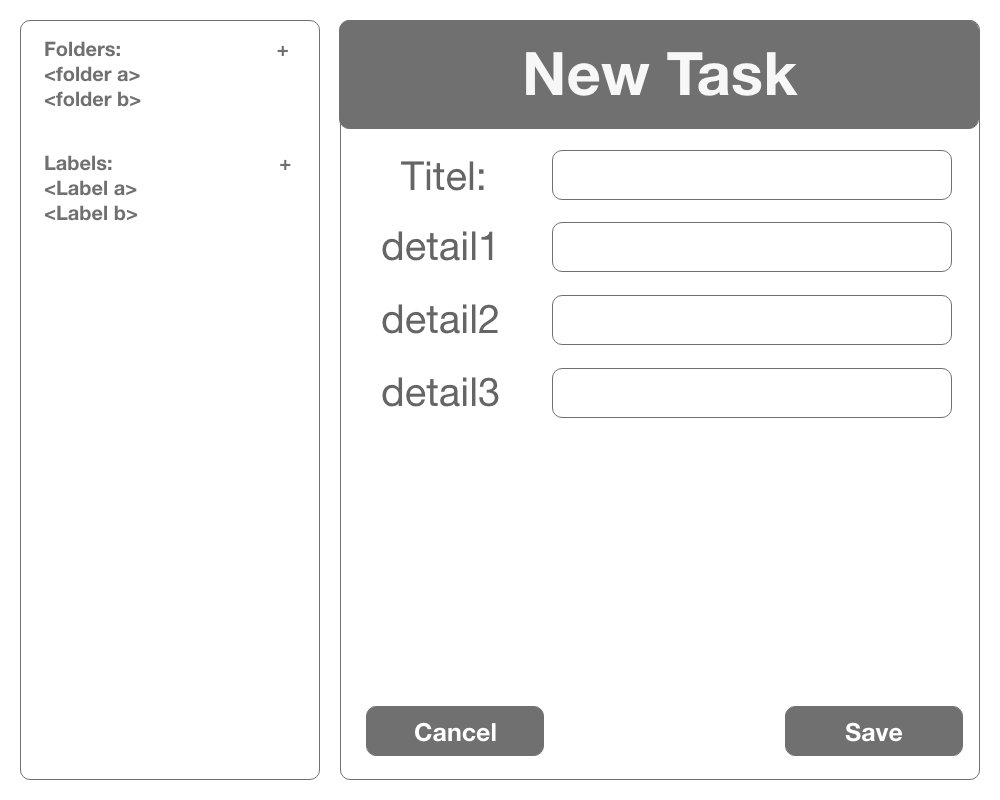 Folders: +
<folder a>
<folder b>
Labels: +
<Label a>
<Label b>
New Task
Titel:
detail1
detail2
detail3
Cancel
Save